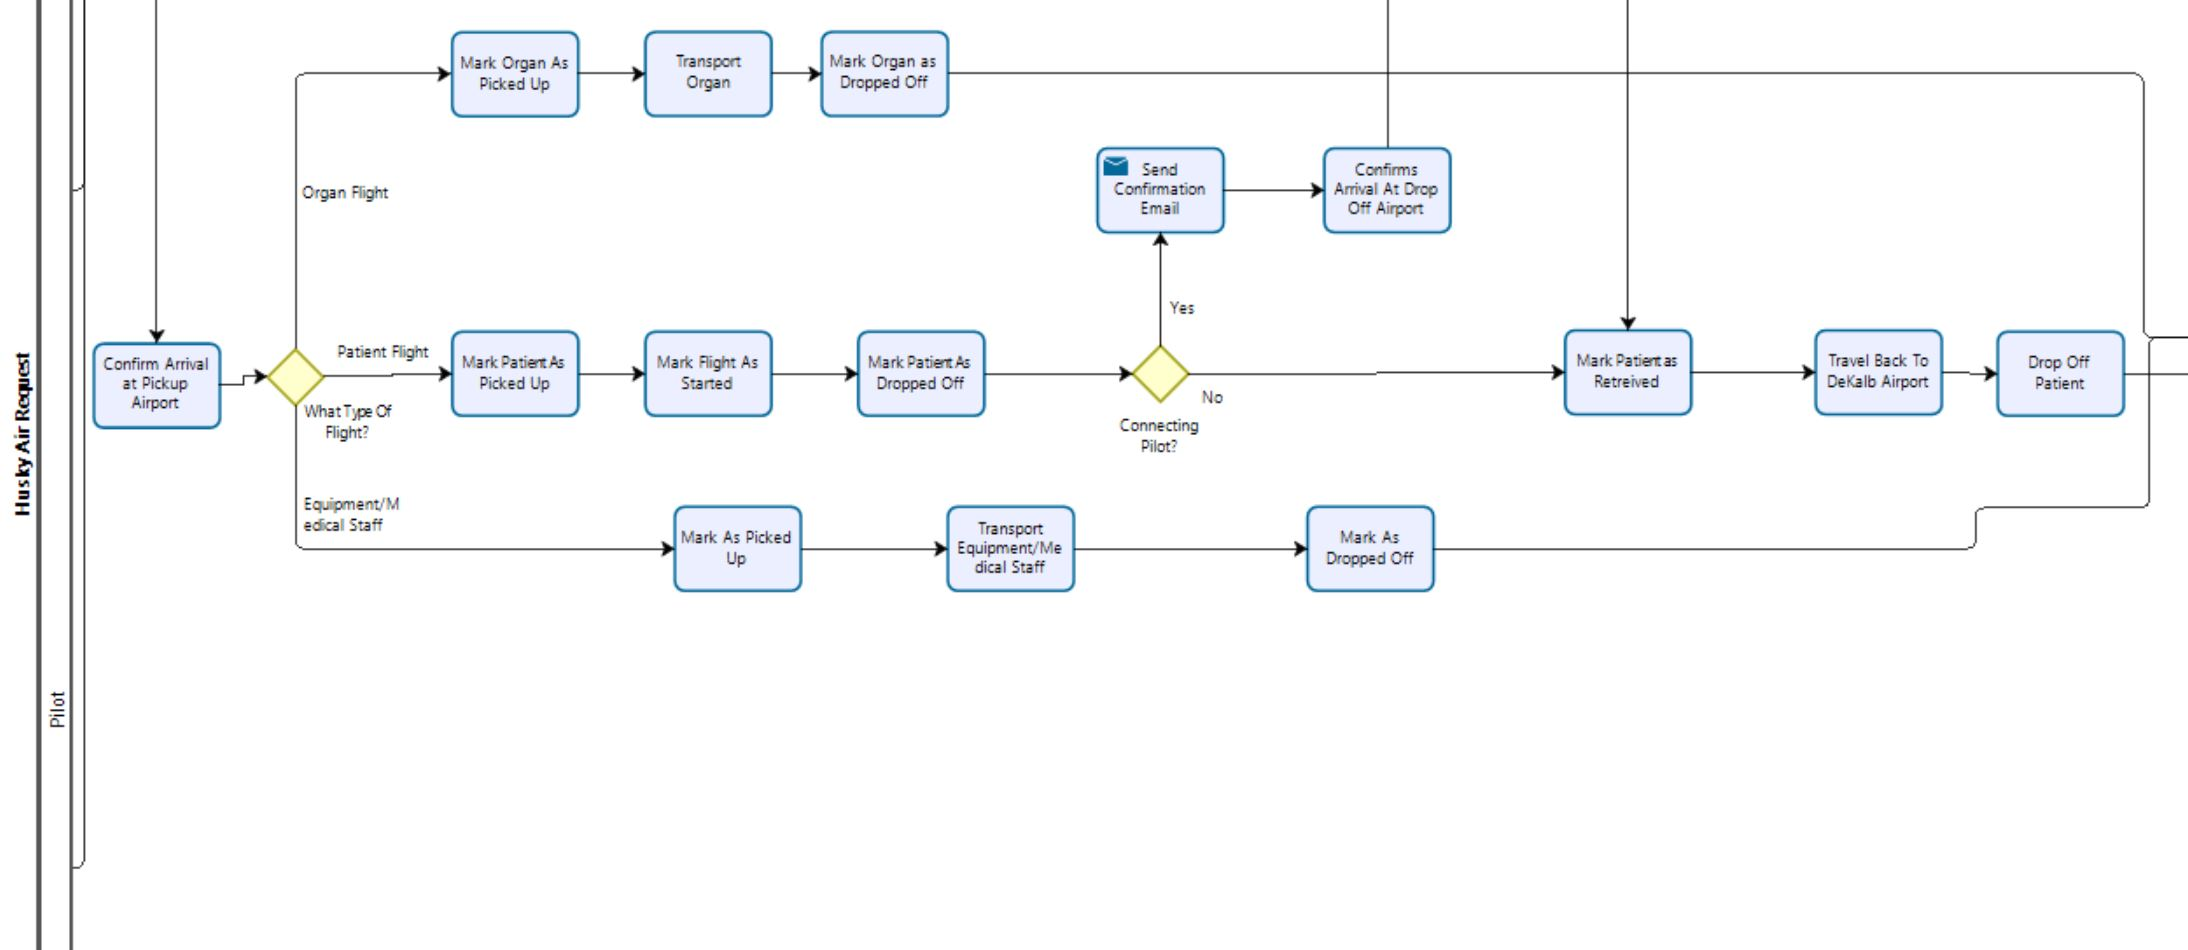 Husky Air Request
Pilot
Mark Organ As
Picked Up
Transport
Organ
Mark Organ as
Dropped Off
Organ Flight
Send
Confirmation
Email
Confirms
Arrival At Drop
Off Airport
Yes
Confirm Arrival
at Pickup
Airport
What Type Of
Flight?
Patient Flight
Mark Patient As
Picked Up
Mark Flight As
Started
Mark Patient As
Dropped Off
Connecting
Pilot?
No
Mark Patient as
Retreived
Travel Back To
DeKalb Airport
Drop Off
Patient
Equipment/M
edical Staff
Mark As Picked
Up
Transport
Equipment/Me
dical Staff
Mark As
Dropped Off